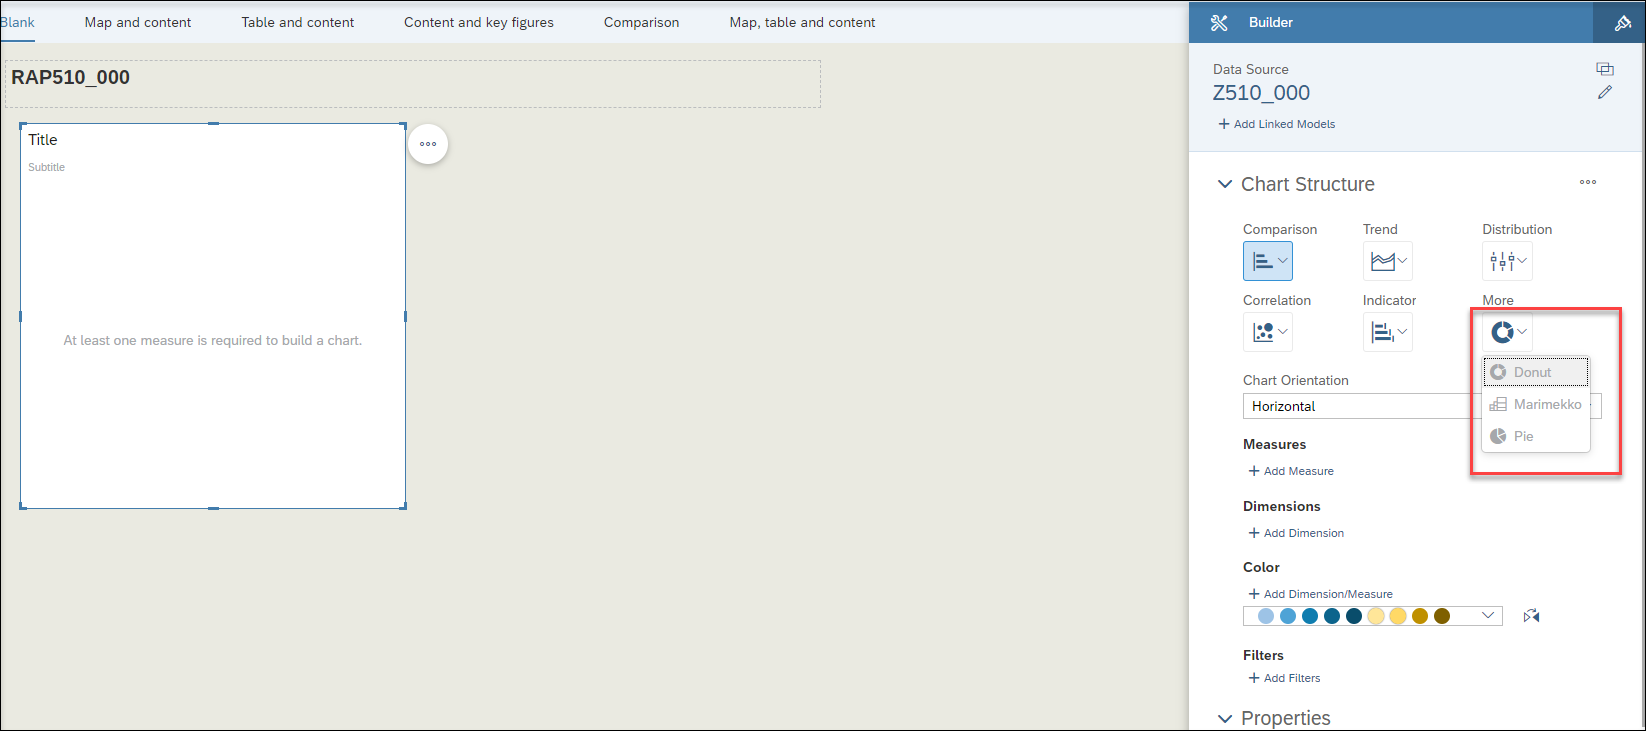 Blank Map and content Table and content Content and key figures Comparison Map, table and content
RAP510_000
Title
Subtitle
At least one measure is required to build a chart.
Builder
Data Source
Z510_000
Add Linked Models
Chart Structure
Comparison Trend Distribution
Correlation Indicator More
Donut
Marimekko
Pie
Chart Orientation
Horizontal
Measures
Add Measure
Dimensions
Add Dimension
Color
Add Dimension/Measure
Filters
Add Filters
Properties